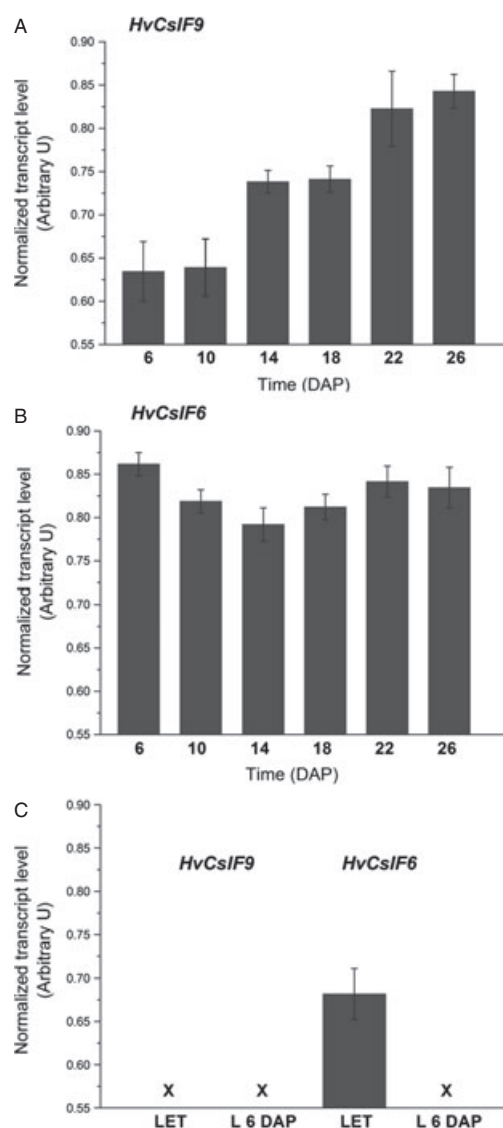 A
HvCslF9
Normalized transcript level
(Arbitrary U)
0.90
0.85
0.80
0.75
0.70
0.65
0.60
0.55
6 10 14 18 22 26
Time (DAP)
B
HvCslF6
Normalized transcript level
(Arbitrary U)
0.90
0.85
0.80
0.75
0.70
0.65
0.60
0.55
6 10 14 18 22 26
Time (DAP)
C
HvCslF9 HvCslF6
Normalized transcript level
(Arbitrary U)
0.90
0.85
0.80
0.75
0.70
0.65
0.60
0.55
X X X
LET L 6 DAP LET L 6 DAP